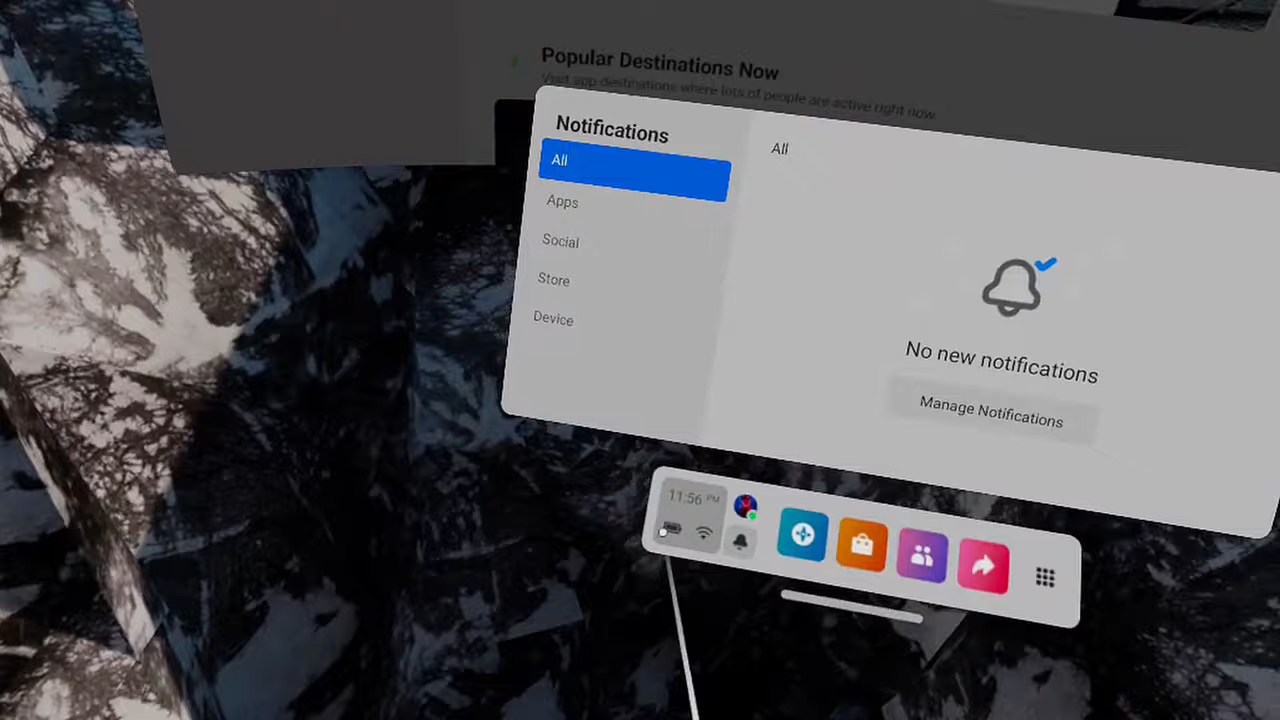 Popular Destinations Now
Visit app destinations where lots of people are active right now
Notifications
All
Apps
Social
Store
Device
All
No new notifications
Manage Notifications
11:56 PM